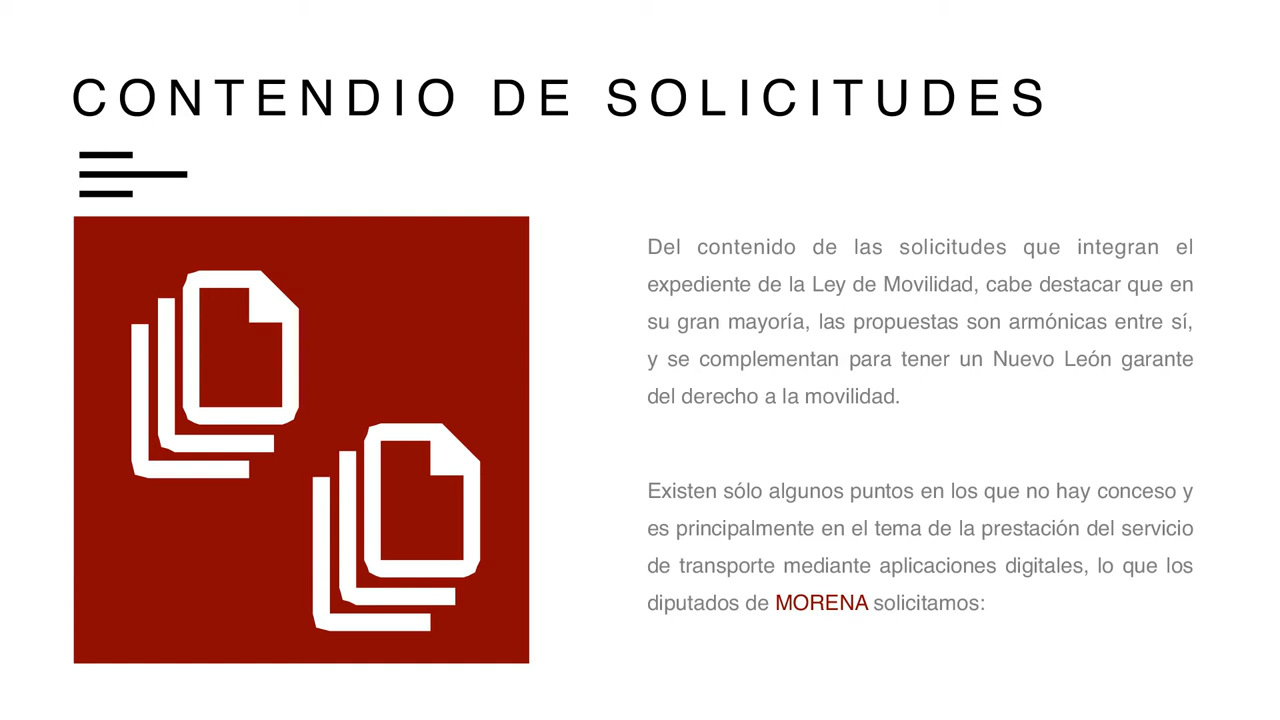 CONTENDIO DE SOLICITUDES
Del contenido de las solicitudes que integran el
expediente de la Ley de Movilidad, cabe destacar que en
su gran mayoría, las propuestas son armónicas entre sí,
y se complementan para tener un Nuevo León garante
del derecho a la movilidad.
Existen sólo algunos puntos en los que no hay conceso y
es principalmente en el tema de la prestación del servicio
de transporte mediante aplicaciones digitales, lo que los
diputados de MORENA solicitamos: